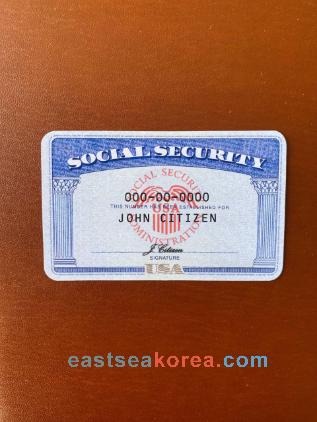 SOCIAL SECURITY
SOCIAL SECURITY
000-00-0000
THIS NUMBER HAS BEEN ESTABLISHED FOR
JOHN CITIZEN
USA
ADMINISTRATION
J. Citizen
SIGNATURE
USA
eastseakorea.com